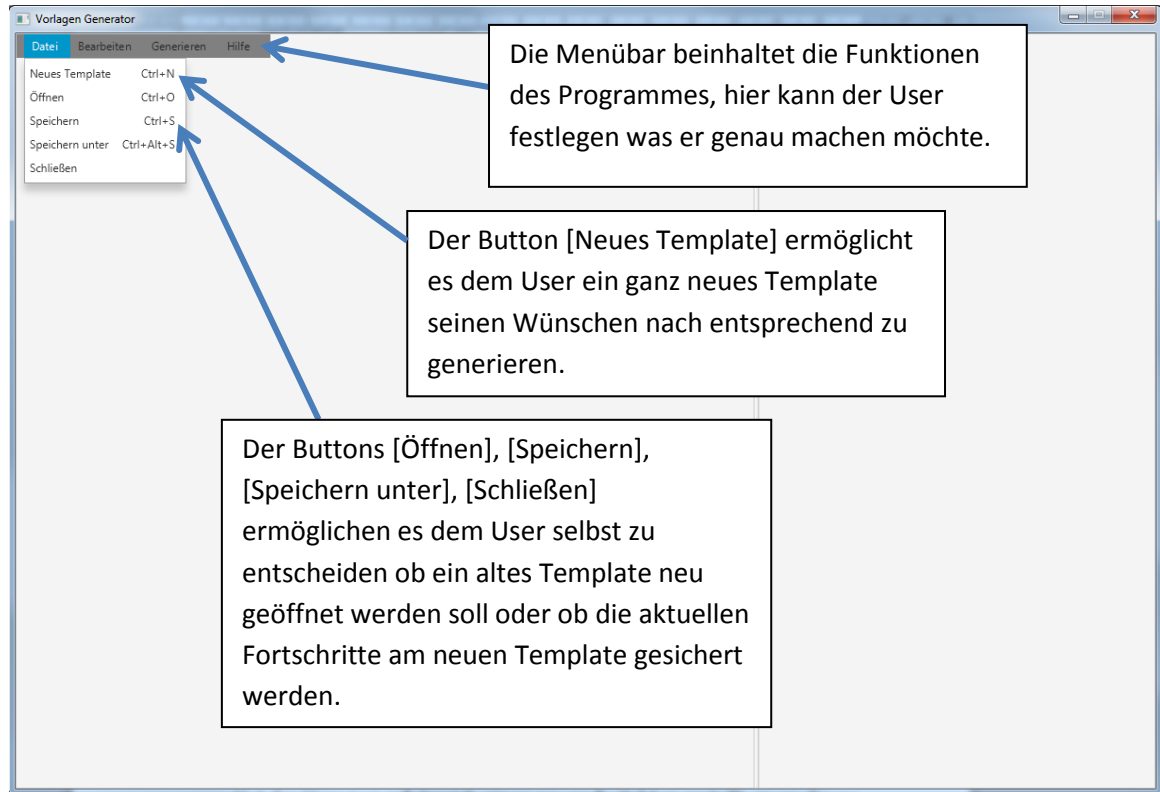 Vorlagen Generator
Datei Bearbeiten Generieren Hilfe
Neues Template Ctrl+N
Öffnen Ctrl+O
Speichern Ctrl+S
Speichern unter Ctrl+Alt+S
Schließen
Die Menübar beinhaltet die Funktionen
des Programmes, hier kann der User
festlegen was er genau machen möchte.
Der Button [Neues Template] ermöglicht
es dem User ein ganz neues Template
seinen Wünschen nach entsprechend zu
generieren.
Der Buttons [Öffnen], [Speichern],
[Speichern unter], [Schließen]
ermöglichen es dem User selbst zu
entscheiden ob ein altes Template neu
geöffnet werden soll oder ob die aktuellen
Fortschritte am neuen Template gesichert
werden.